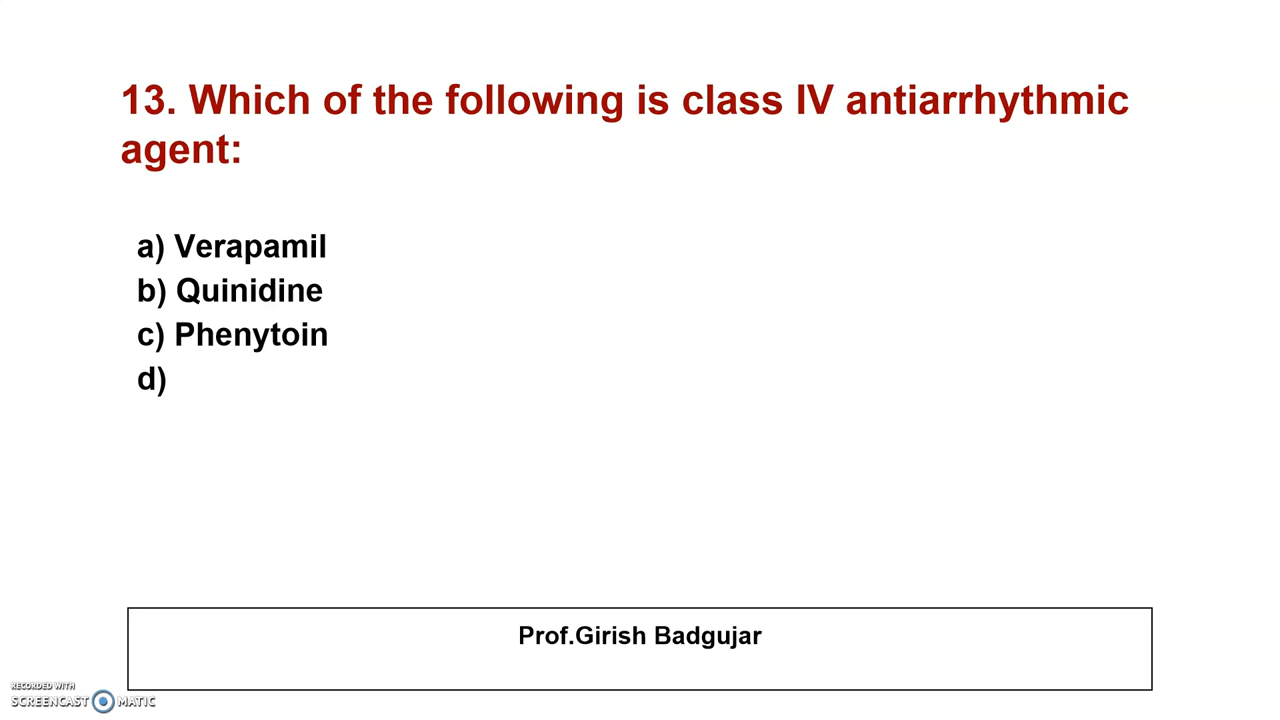 13. Which of the following is class IV antiarrhythmic
agent:
a) Verapamil
b) Quinidine
c) Phenytoin
d)
Prof.Girish Badgujar
RECORDED WITH
SCREENCAST MATIC